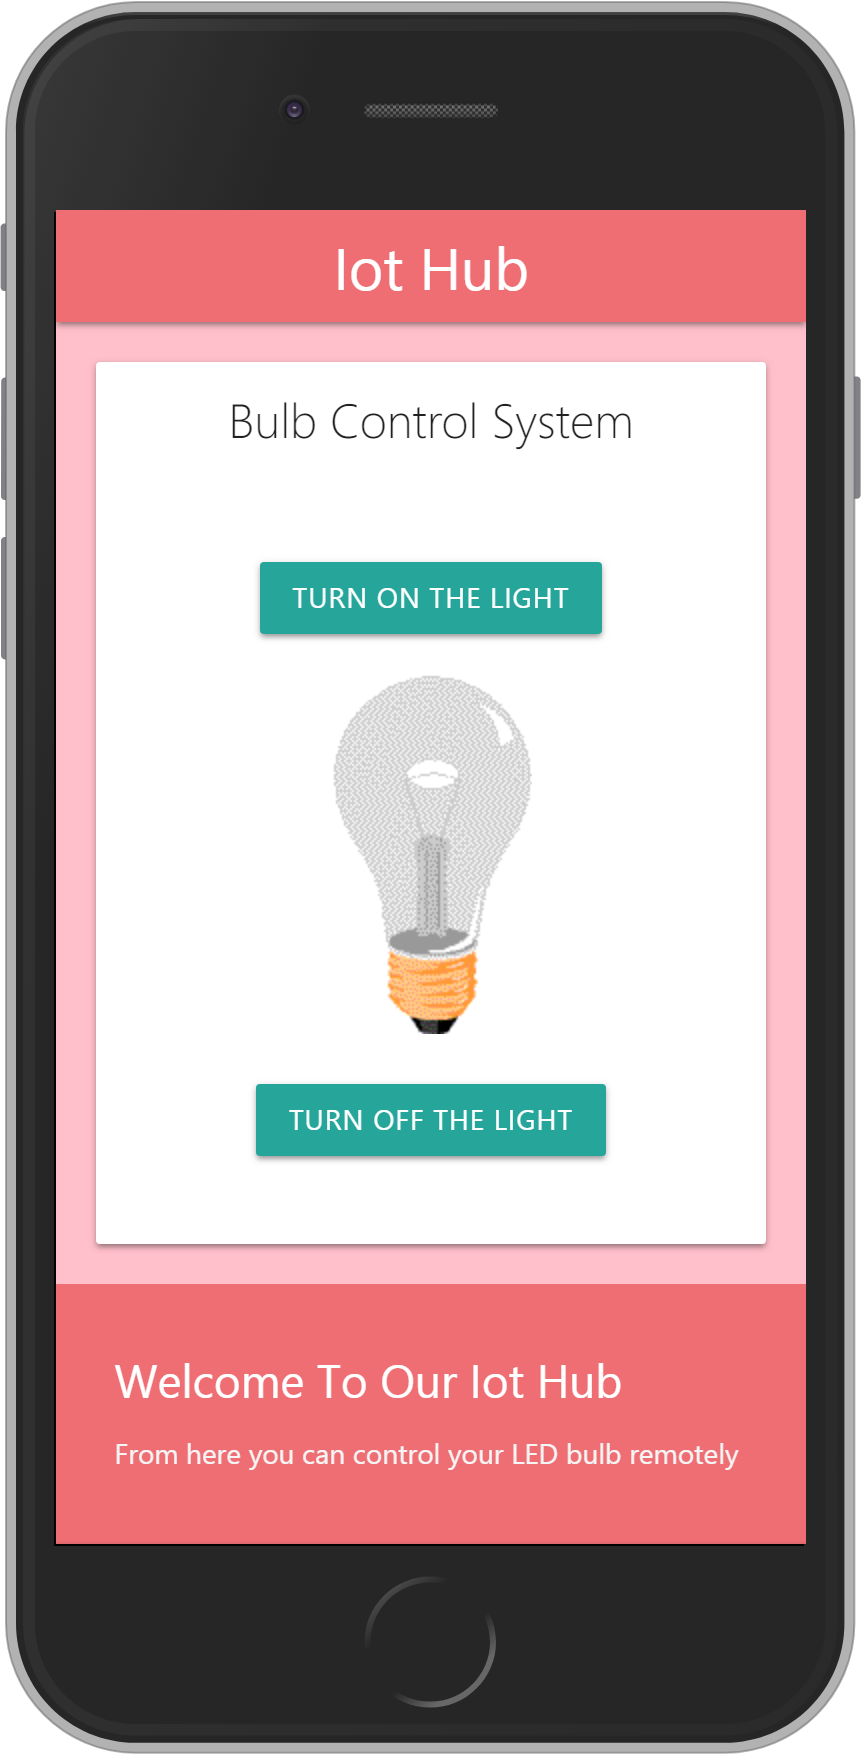 Iot Hub
Bulb Control System
TURN ON THE LIGHT
TURN OFF THE LIGHT
Welcome To Our Iot Hub
From here you can control your LED bulb remotely